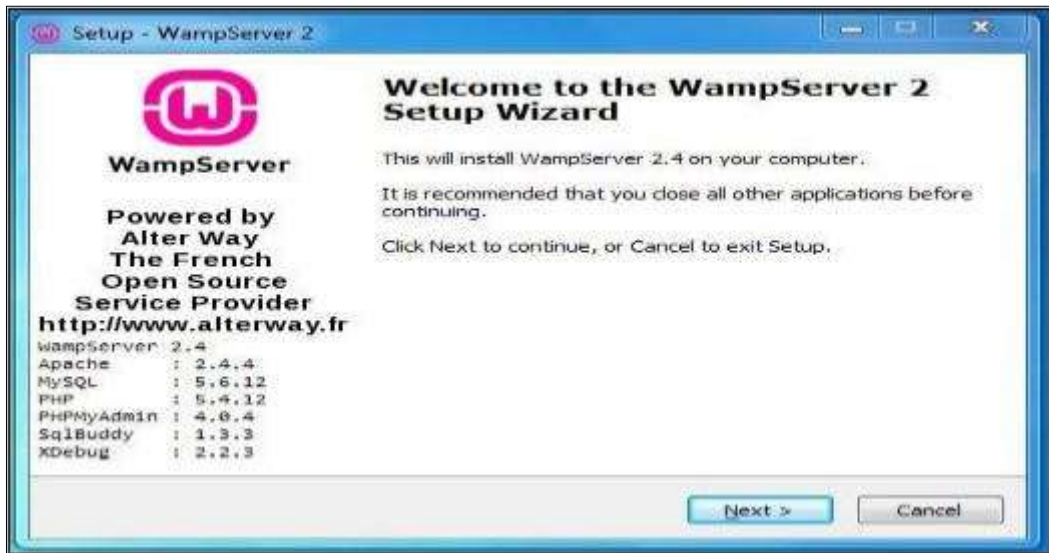 Setup - WampServer 2
WampServer
Powered by
Alter Way
The French
Open Source
Service Provider
http://www.alterway.fr
WampServer 2.4
Apache : 2.4.4
MySQL : 5.6.12
PHP : 5.4.12
PHPMyAdmin : 4.0.4
SqlBuddy : 1.3.3
XDebug : 2.2.3
Welcome to the WampServer 2
Setup Wizard
This will install WampServer 2.4 on your computer.
It is recommended that you close all other applications before
continuing.
Click Next to continue, or Cancel to exit Setup.
Next >
Cancel